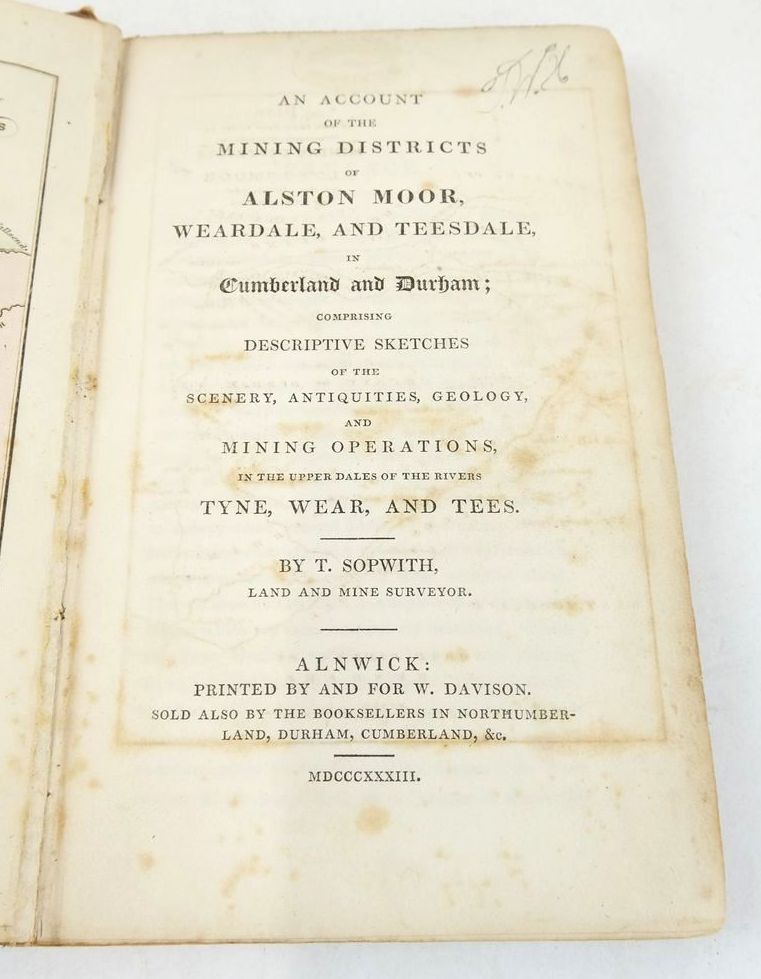 AN ACCOUNT
OF THE
MINING DISTRICTS
OF
ALSTON MOOR,
WEARDALE, AND TEESDALE,
IN
Cumberland and Durham;
COMPRISING
DESCRIPTIVE SKETCHES
OF THE
SCENERY, ANTIQUITIES, GEOLOGY,
AND
MINING OPERATIONS,
IN THE UPPER DALES OF THE RIVERS
TYNE, WEAR, AND TEES.
BY T. SOPWITH,
LAND AND MINE SURVEYOR.
ALNWICK:
PRINTED BY AND FOR W. DAVISON.
SOLD ALSO BY THE BOOKSELLERS IN NORTHUMBER-
LAND, DURHAM, CUMBERLAND, &c.
MDCCCXXXIII.